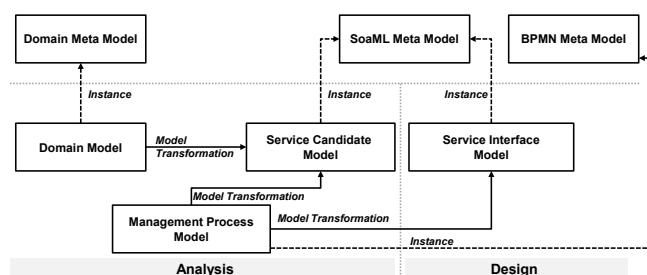 Domain Meta Model
SoaML Meta Model
BPMN Meta Model
Instance
Instance
Instance
Domain Model
Model
Transformation
Service Candidate
Model
Service Interface
Model
Model Transformation
Management Process
Model
Model Transformation
Instance
Analysis
Design